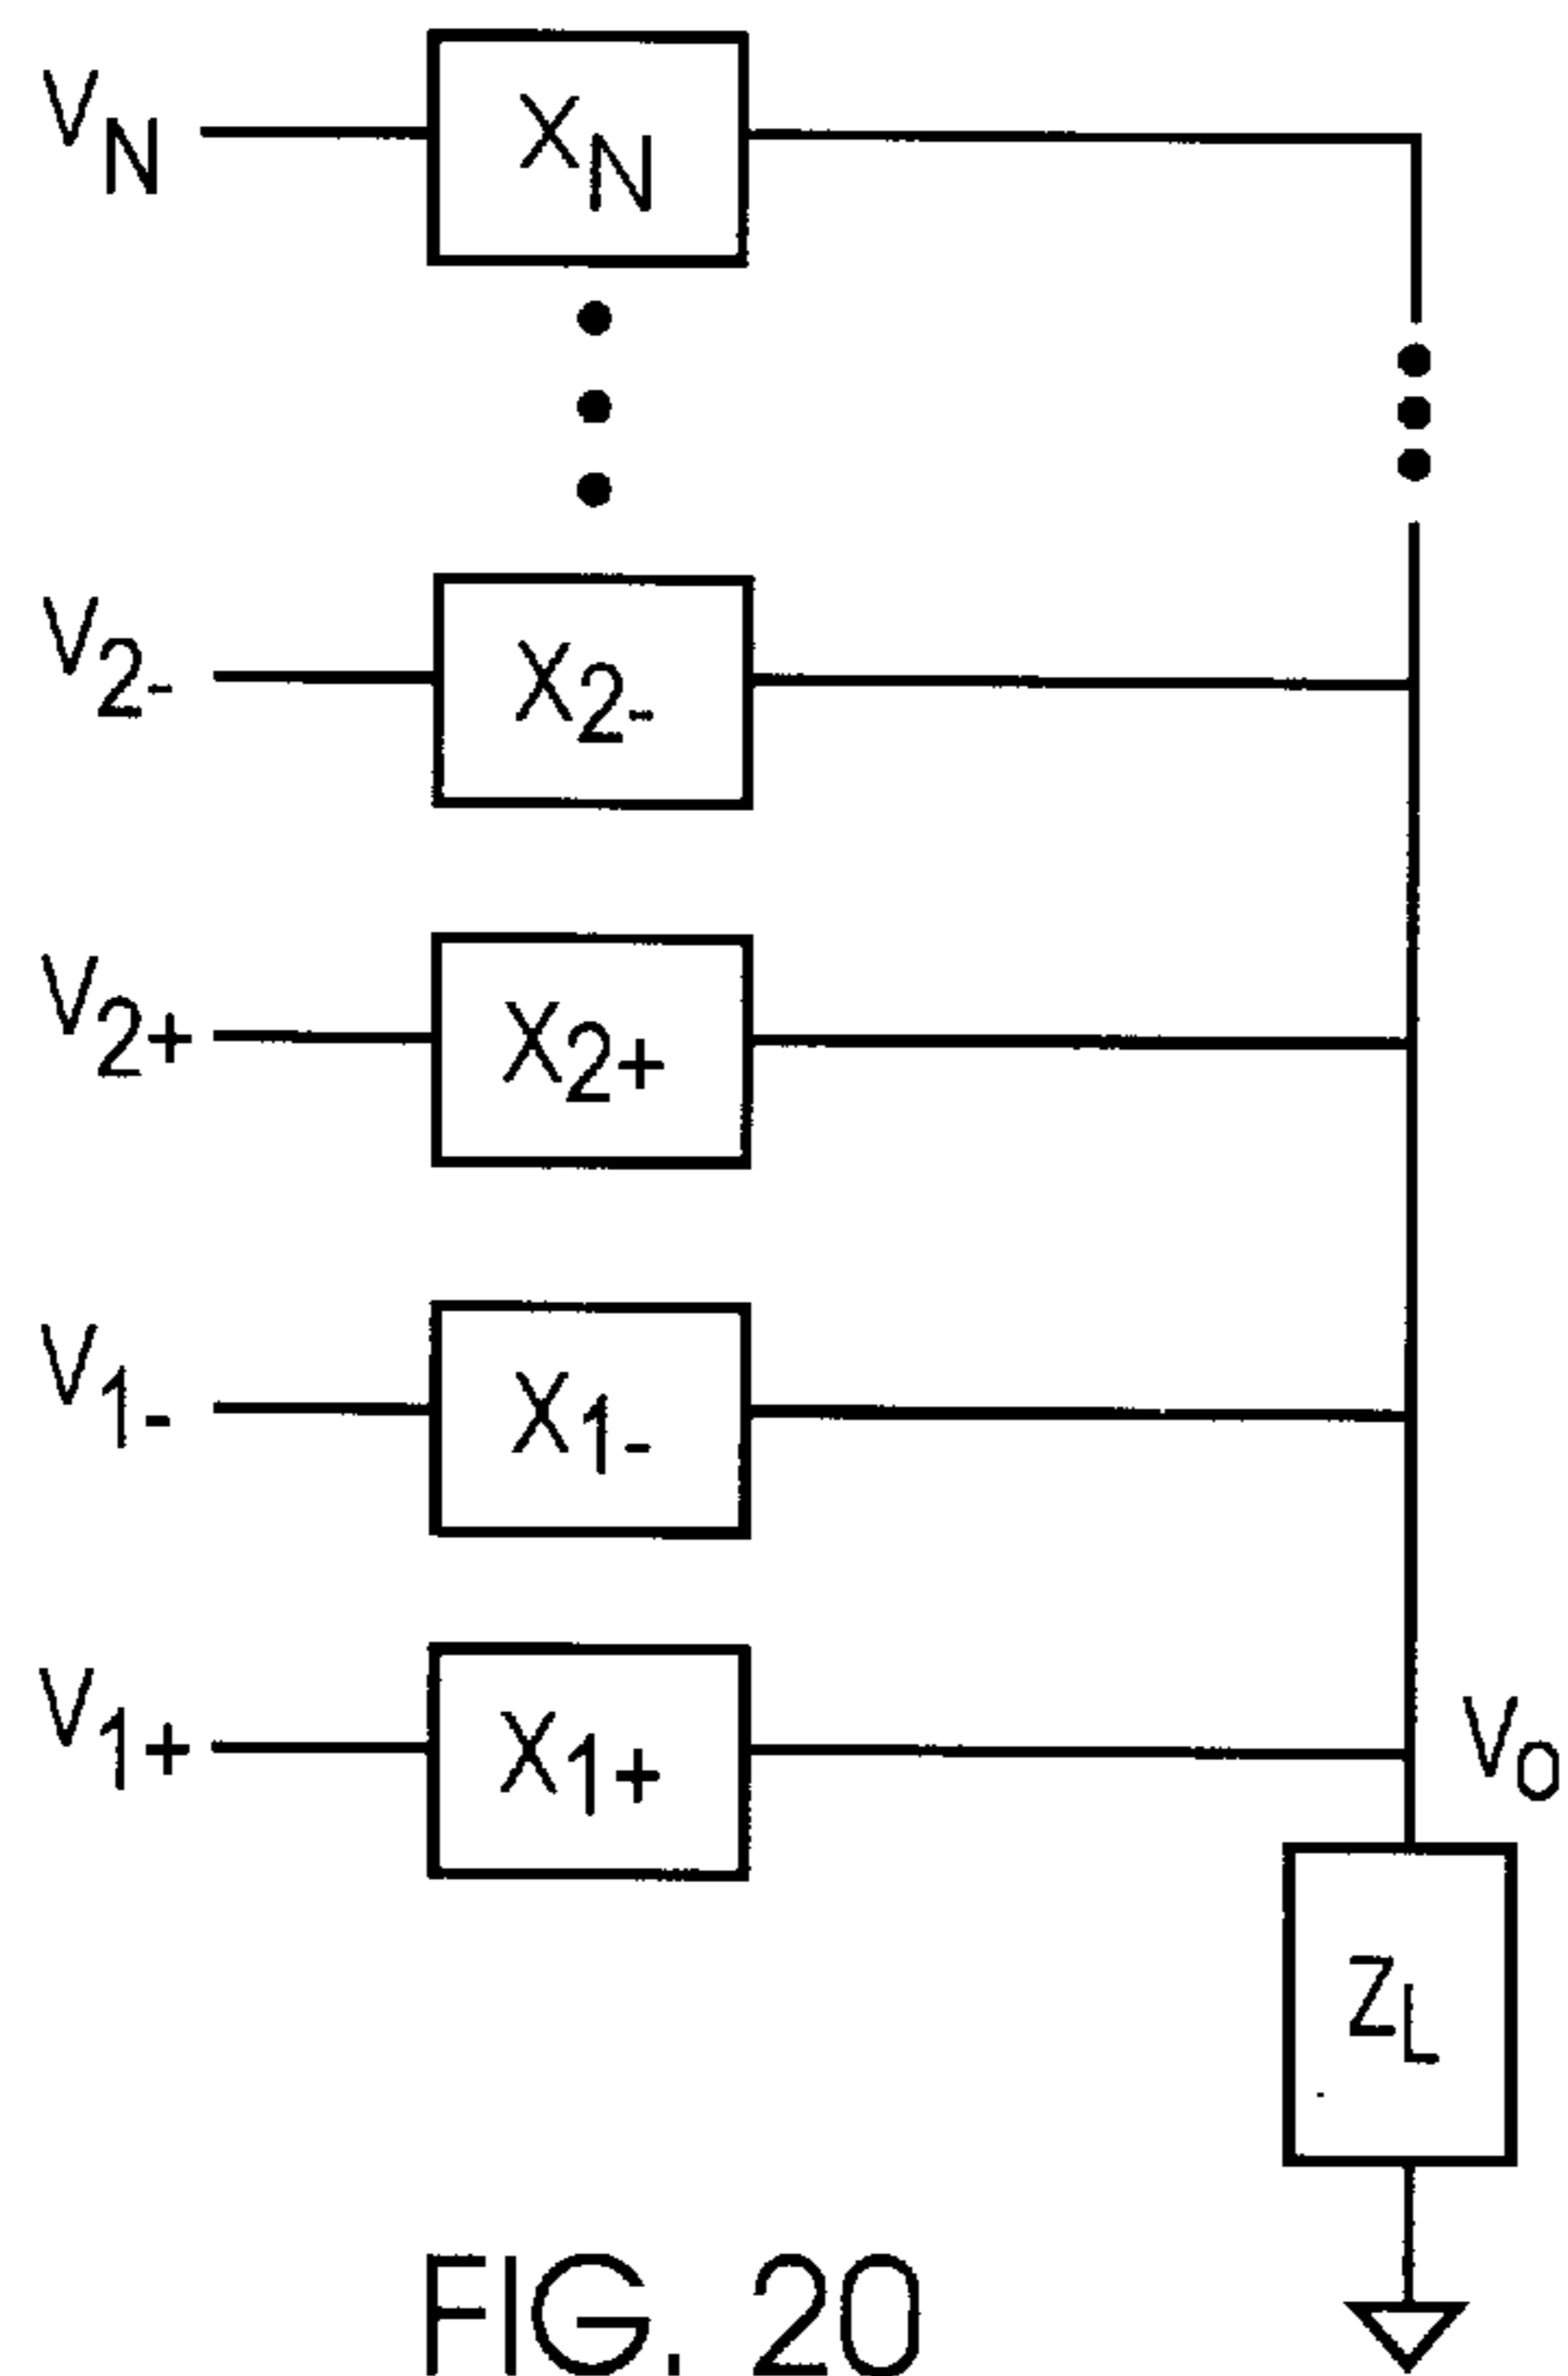 VN
XN
V2-
X2-
V2+
X2+
V1-
X1-
V1+
X1+
VO
ZL
FIG. 20